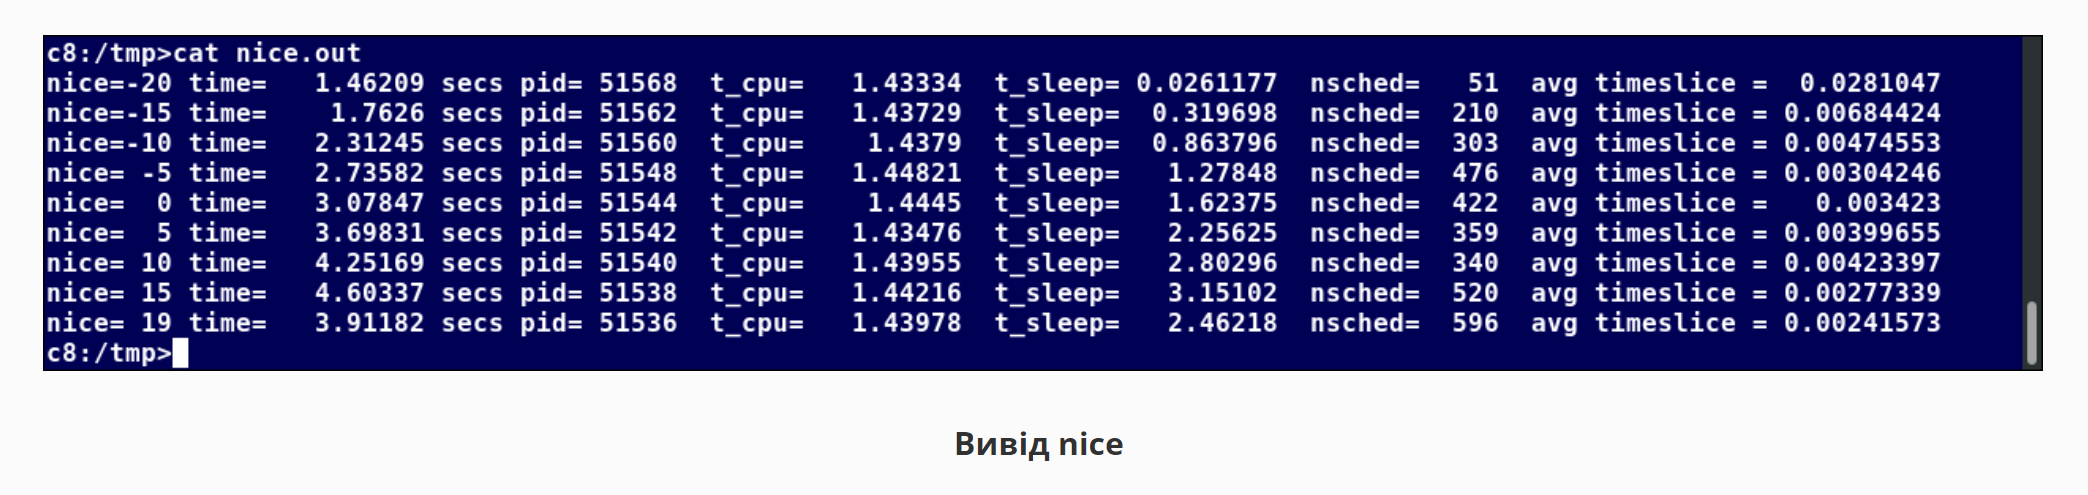 c8:/tmp>cat nice.out
nice=-20 time=   1.46209 secs pid= 51568  t_cpu=   1.43334  t_sleep= 0.0261177  nsched=   51  avg timeslice =  0.0281047
nice=-15 time=    1.7626 secs pid= 51562  t_cpu=   1.43729  t_sleep=  0.319698  nsched=  210  avg timeslice = 0.00684424
nice=-10 time=   2.31245 secs pid= 51560  t_cpu=    1.4379  t_sleep=  0.863796  nsched=  303  avg timeslice = 0.00474553
nice= -5 time=   2.73582 secs pid= 51548  t_cpu=   1.44821  t_sleep=   1.27848  nsched=  476  avg timeslice = 0.00304246
nice=  0 time=   3.07847 secs pid= 51544  t_cpu=    1.4445  t_sleep=   1.62375  nsched=  422  avg timeslice =   0.003423
nice=  5 time=   3.69831 secs pid= 51542  t_cpu=   1.43476  t_sleep=   2.25625  nsched=  359  avg timeslice = 0.00399655
nice= 10 time=   4.25169 secs pid= 51540  t_cpu=   1.43955  t_sleep=   2.80296  nsched=  340  avg timeslice = 0.00423397
nice= 15 time=   4.60337 secs pid= 51538  t_cpu=   1.44216  t_sleep=   3.15102  nsched=  520  avg timeslice = 0.00277339
nice= 19 time=   3.91182 secs pid= 51536  t_cpu=   1.43978  t_sleep=   2.46218  nsched=  596  avg timeslice = 0.00241573
c8:/tmp>
Вивід nice